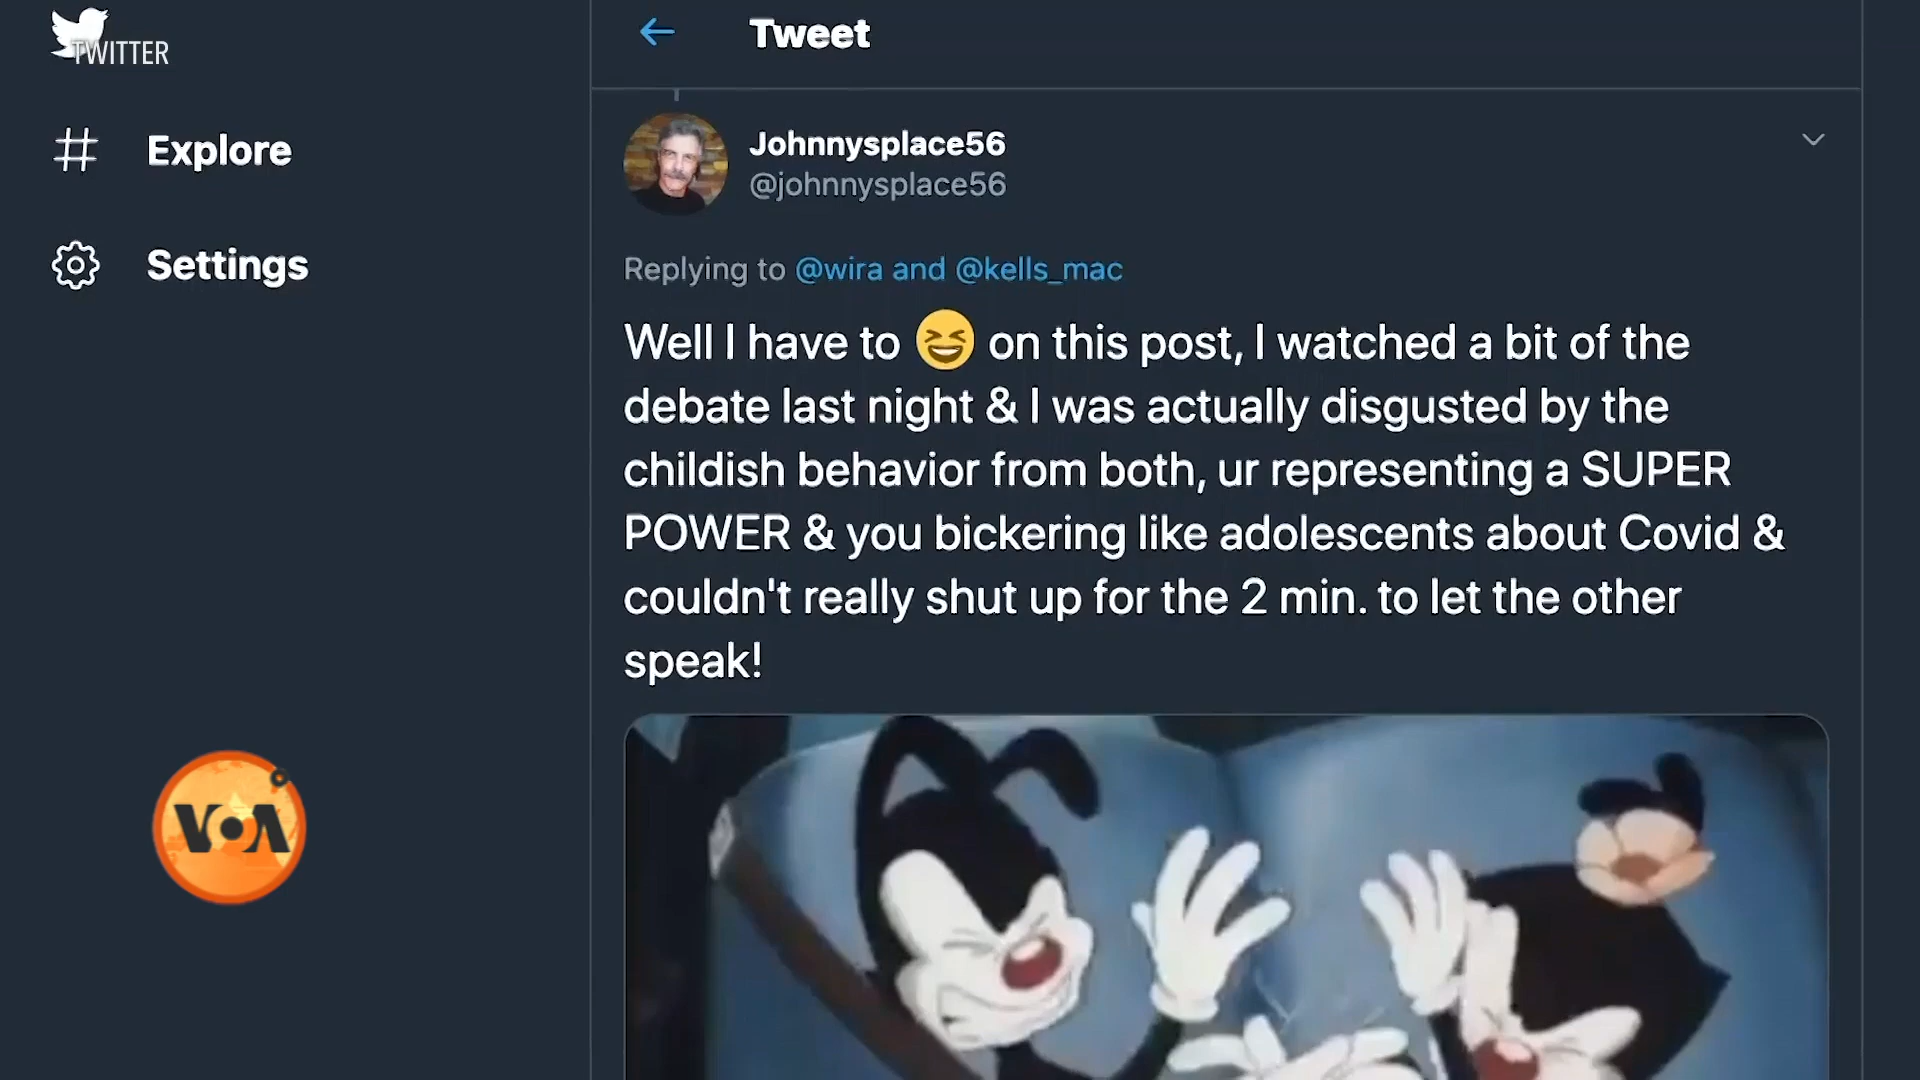 TWITTER
Tweet
Explore
Settings
Johnnysplace56
@johnnysplace56
Replying to @wira and @kells_mac
Well I have to 😆 on this post, I watched a bit of the
debate last night & I was actually disgusted by the
childish behavior from both, ur representing a SUPER
POWER & you bickering like adolescents about Covid &
couldn't really shut up for the 2 min. to let the other
speak!
VOA